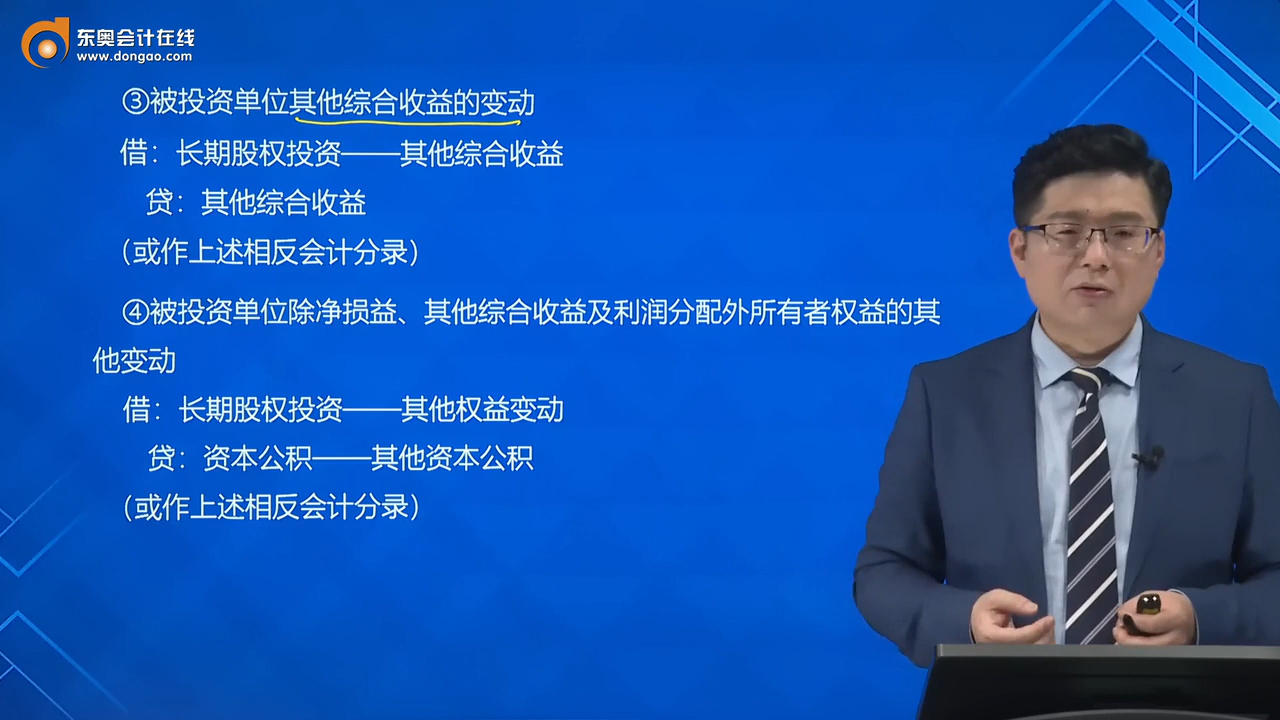 东奥会计在线
www.dongao.com
③被投资单位其他综合收益的变动
借：长期股权投资——其他综合收益
贷：其他综合收益
（或作上述相反会计分录）
④被投资单位除净损益、其他综合收益及利润分配外所有者权益的其
他变动
借：长期股权投资——其他权益变动
贷：资本公积——其他资本公积
（或作上述相反会计分录）